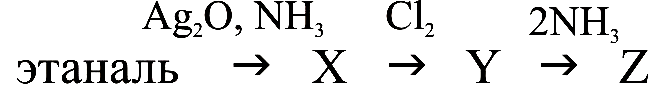 Ag₂O, NH₃ Cl₂ 2NH₃
этаналь → X → Y → Z